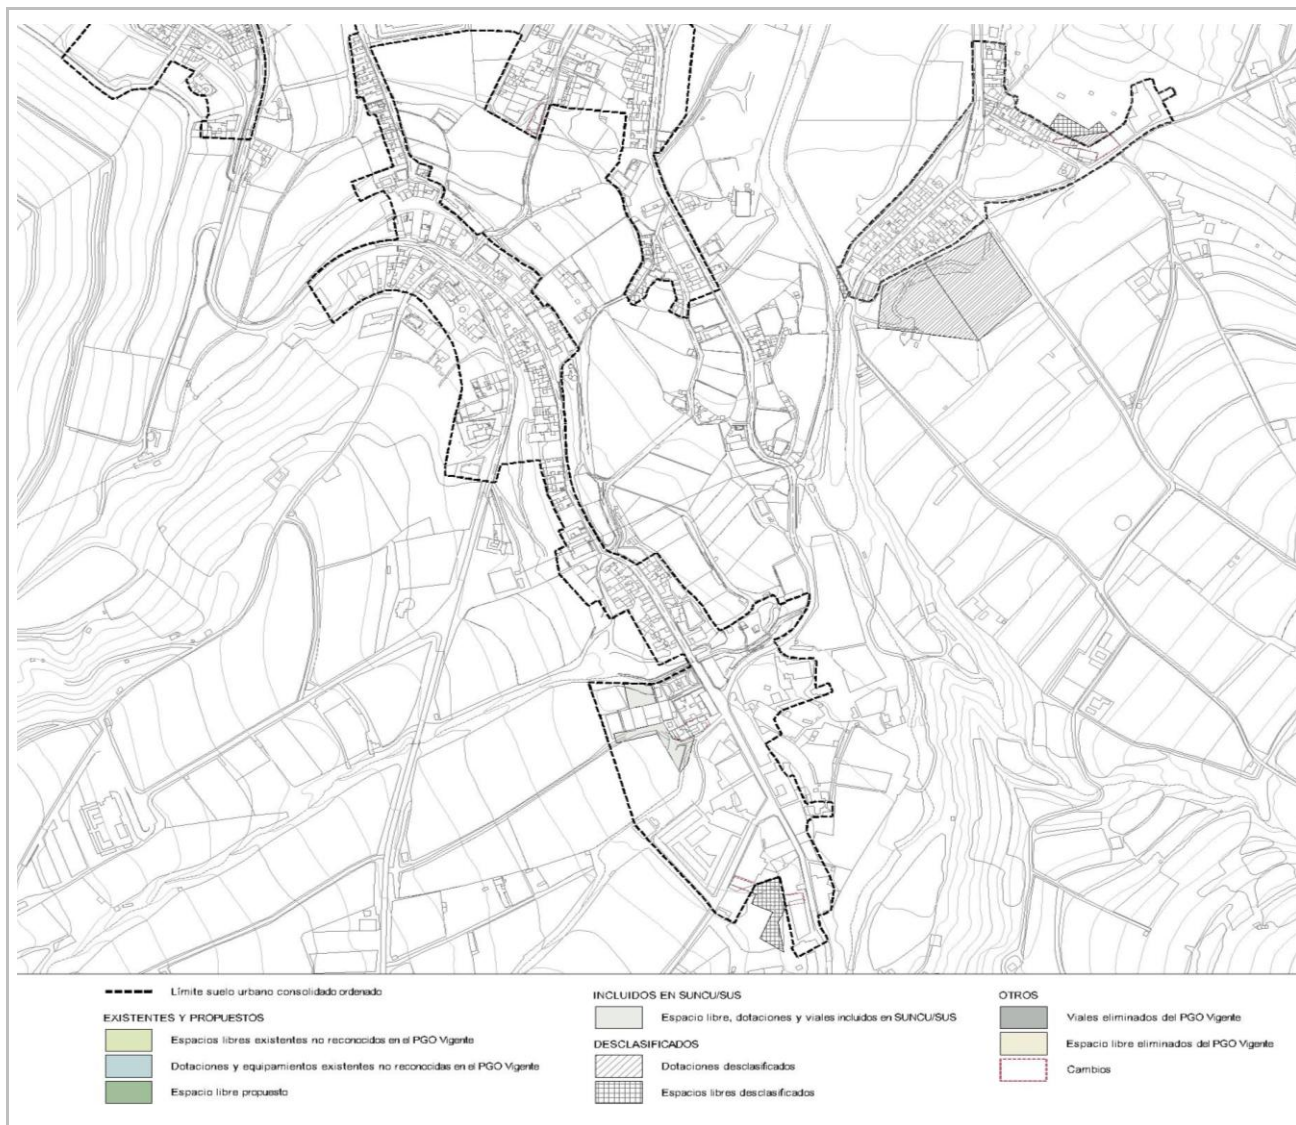 Límite suelo urbano consolidado ordenado
EXISTENTES Y PROPUESTOS
Espacios libres existentes no reconocidos en el PGO Vigente
Dotaciones y equipamientos existentes no reconocidas en el PGO Vigente
Espacio libre propuesto
INCLUIDOS EN SUNCU/SUS
Espacio libre, dotaciones y viales incluidos en SUNCU/SUS
DESCLASIFICADOS
Dotaciones desclasificados
Espacios libres desclasificados
OTROS
Viales eliminados del PGO Vigente
Espacio libre eliminados del PGO Vigente
Cambios